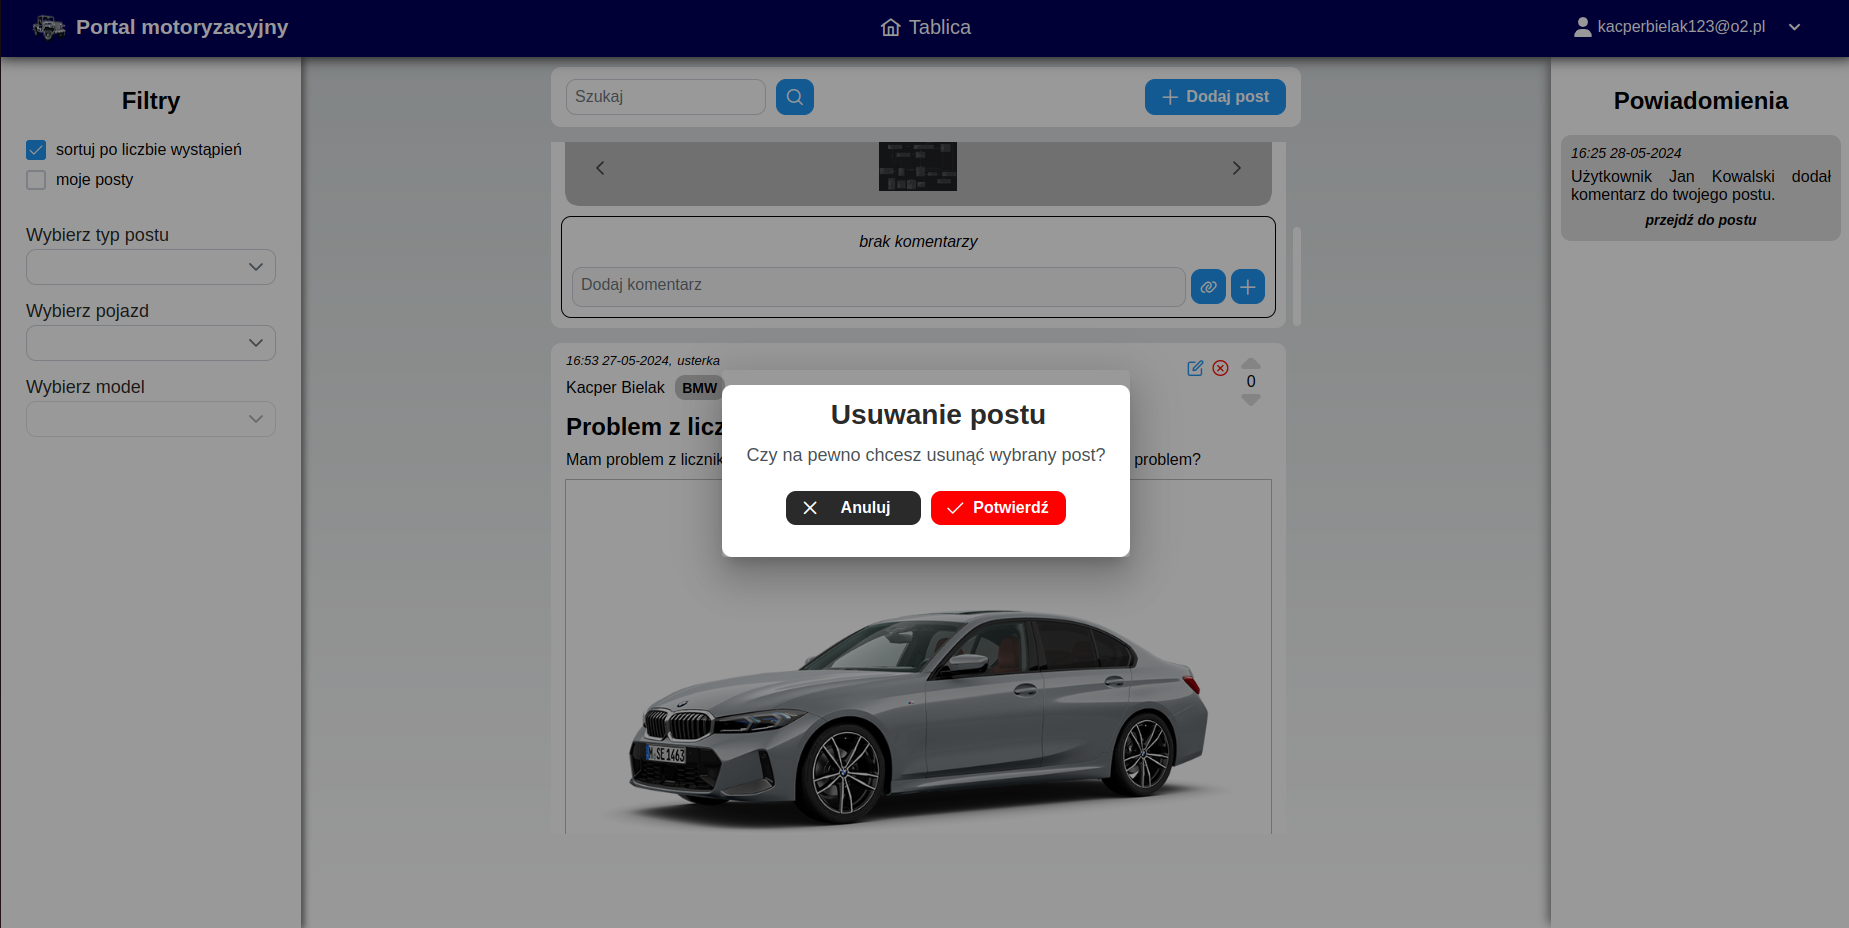 Portal motoryzacyjny
Tablica
kacperbielak123@o2.pl
Filtry
sortuj po liczbie wystąpień
moje posty
Wybierz typ postu
Wybierz pojazd
Wybierz model
Szukaj
Dodaj post
brak komentarzy
Dodaj komentarz
16:53 27-05-2024, usterka
Kacper Bielak BMW
0
Problem z licz
Mam problem z licznik problem?
Usuwanie postu
Czy na pewno chcesz usunąć wybrany post?
Anuluj
Potwierdź
M SE 1463
Powiadomienia
16:25 28-05-2024
Użytkownik Jan Kowalski dodał
komentarz do twojego postu.
przejdź do postu